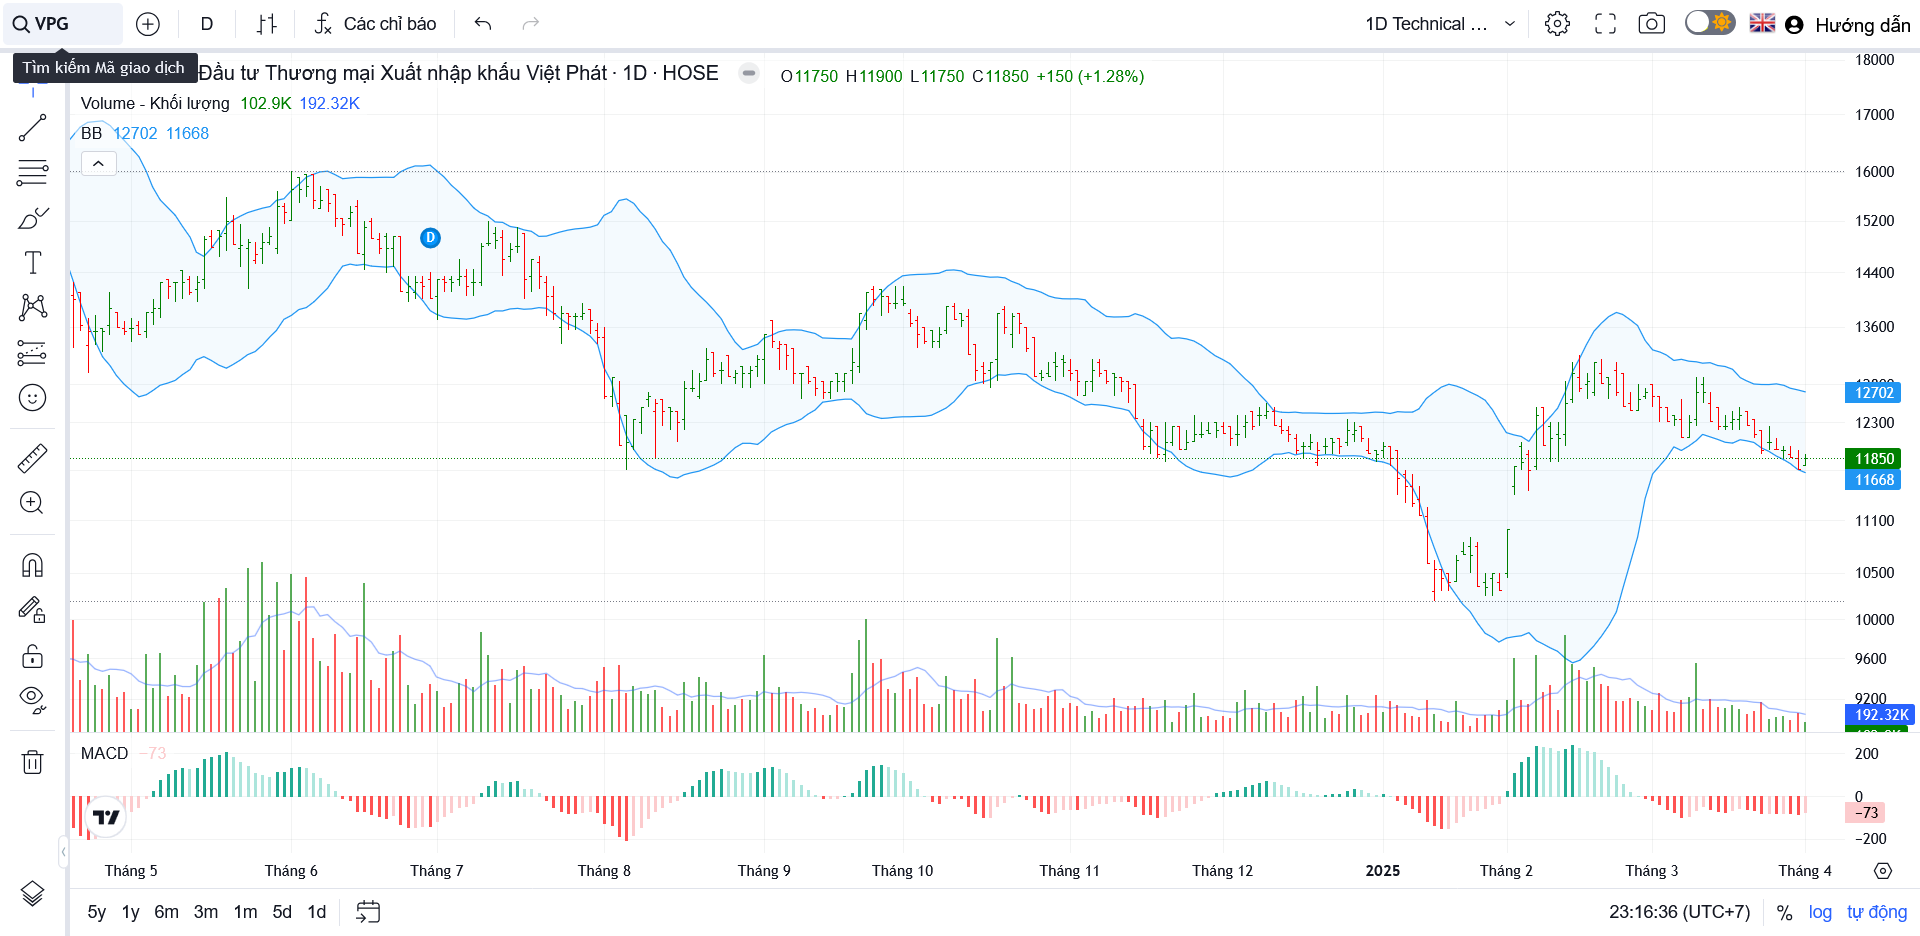 VPG
D
Các chỉ báo
1D Technical ...
Hướng dẫn
Tìm kiếm Mã giao dịch
Đầu tư Thương mại Xuất nhập khẩu Việt Phát · 1D · HOSE
O11750 H11900 L11750 C11850 +150 (+1.28%)
Volume - Khối lượng 102.9K 192.32K
BB 12702 11668
D
18000
17000
16000
15200
14400
13600
12702
12300
11850
11668
11100
10500
10000
9600
9200
192.32K
MACD −73
200
0
−73
−200
Tháng 5
Tháng 6
Tháng 7
Tháng 8
Tháng 9
Tháng 10
Tháng 11
Tháng 12
2025
Tháng 2
Tháng 3
Tháng 4
5y 1y 6m 3m 1m 5d 1d
23:16:36 (UTC+7)
%
log
tự động